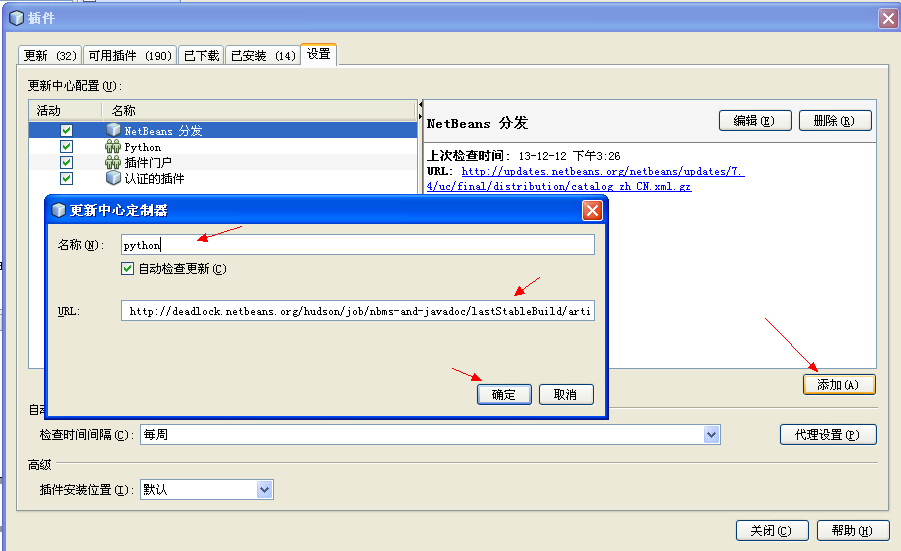 插件
更新 (32) 可用插件 (190) 已下载 已安装 (14) 设置
更新中心配置(U):
活动 名称
NetBeans 分发
Python
插件门户
认证的插件
NetBeans 分发 编辑(E) 删除(R)
上次检查时间: 13-12-12 下午3:26
URL: http://updates.netbeans.org/netbeans/updates/7.
4/uc/final/distribution/catalog_zh_CN.xml.gz
更新中心定制器
名称(N): python
自动检查更新(C)
URL: http://deadlock.netbeans.org/hudson/job/nbms-and-javadoc/lastStableBuild/arti
确定 取消
添加(A)
自动
检查时间间隔(C): 每周 代理设置(P)
高级
插件安装位置(I): 默认
关闭(C) 帮助(H)